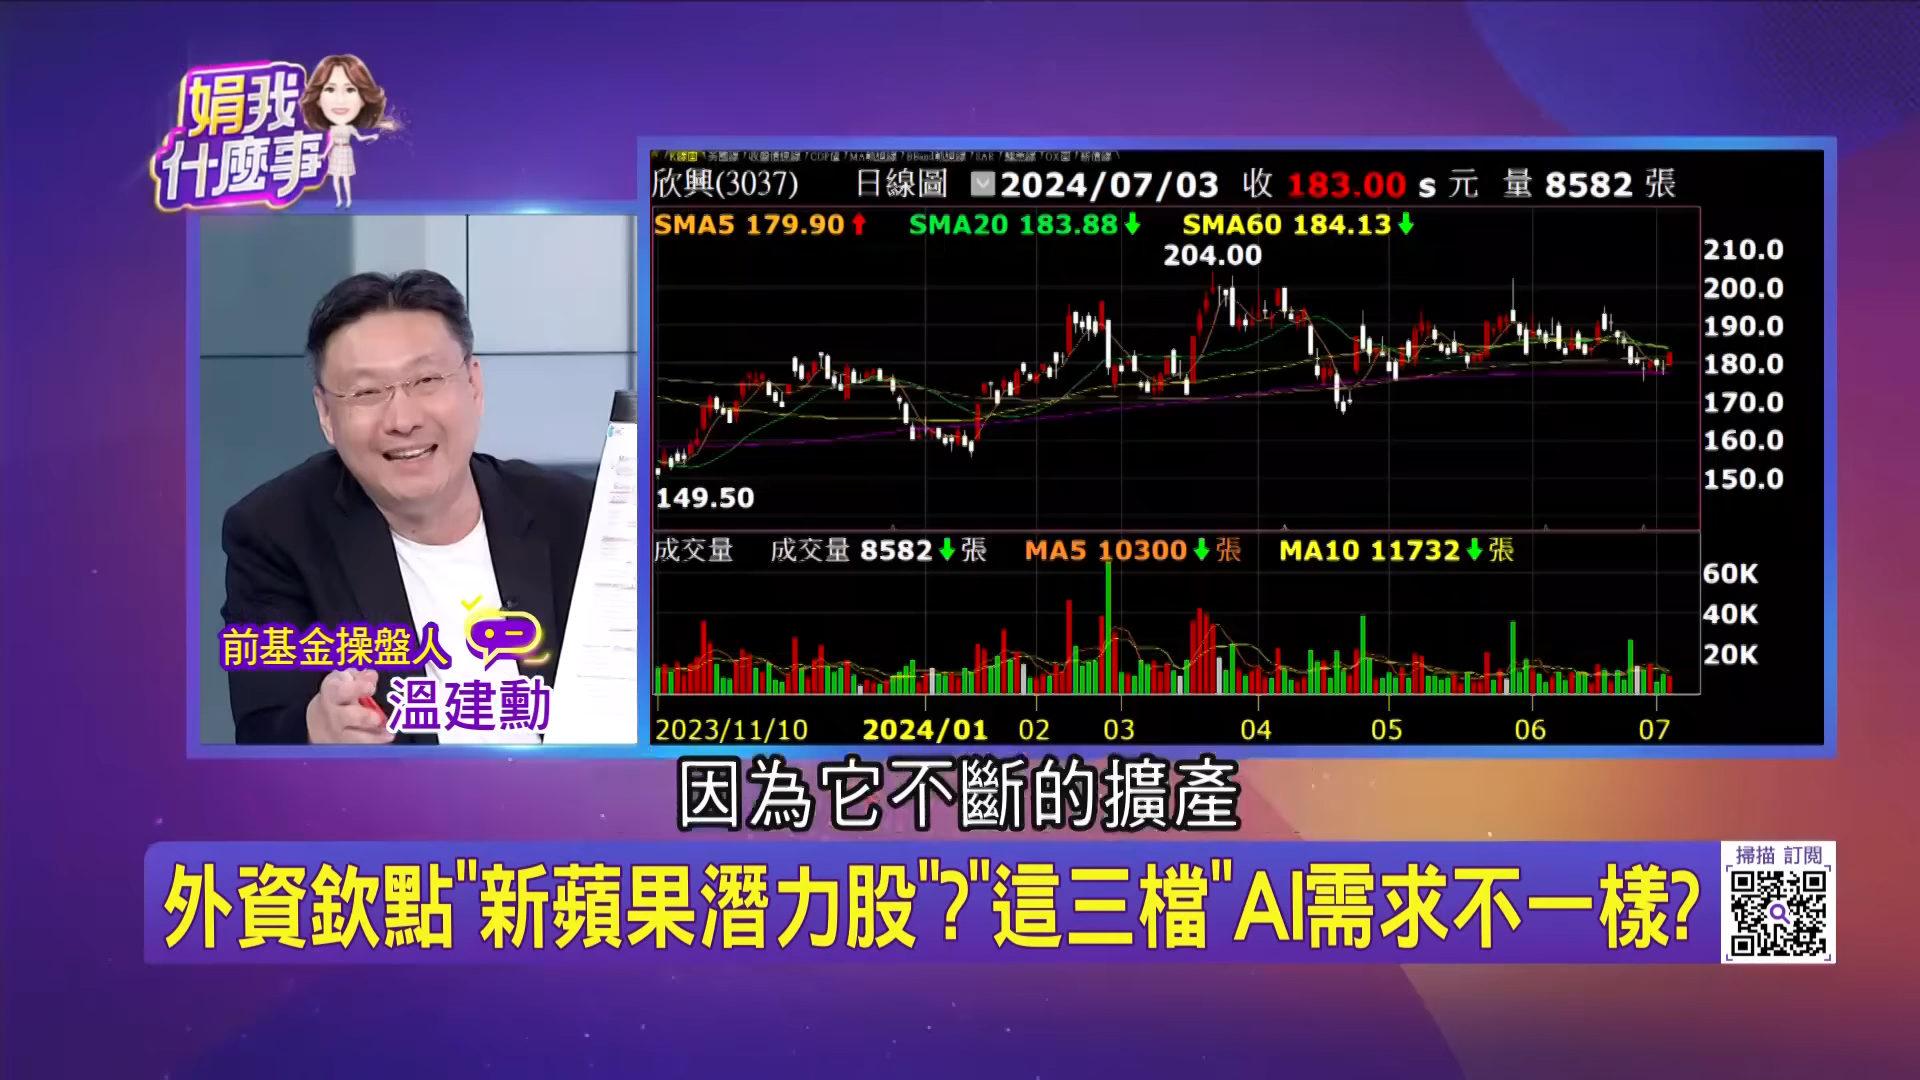 娟我
什麼事
欣興(3037) 日線圖 2024/07/03 收 183.00 s 元 量 8582 張
SMA5 179.90↑ SMA20 183.88↓ SMA60 184.13↓
204.00
210.0
200.0
190.0
180.0
170.0
160.0
150.0
149.50
成交量 成交量 8582↓張 MA5 10300↓張 MA10 11732↓張
60K
40K
20K
2023/11/10 2024/01 02 03 04 05 06 07
前基金操盤人
溫建勳
因為它不斷的擴產
外資欽點"新蘋果潛力股"?"這三檔"AI需求不一樣?
掃描 訂閱